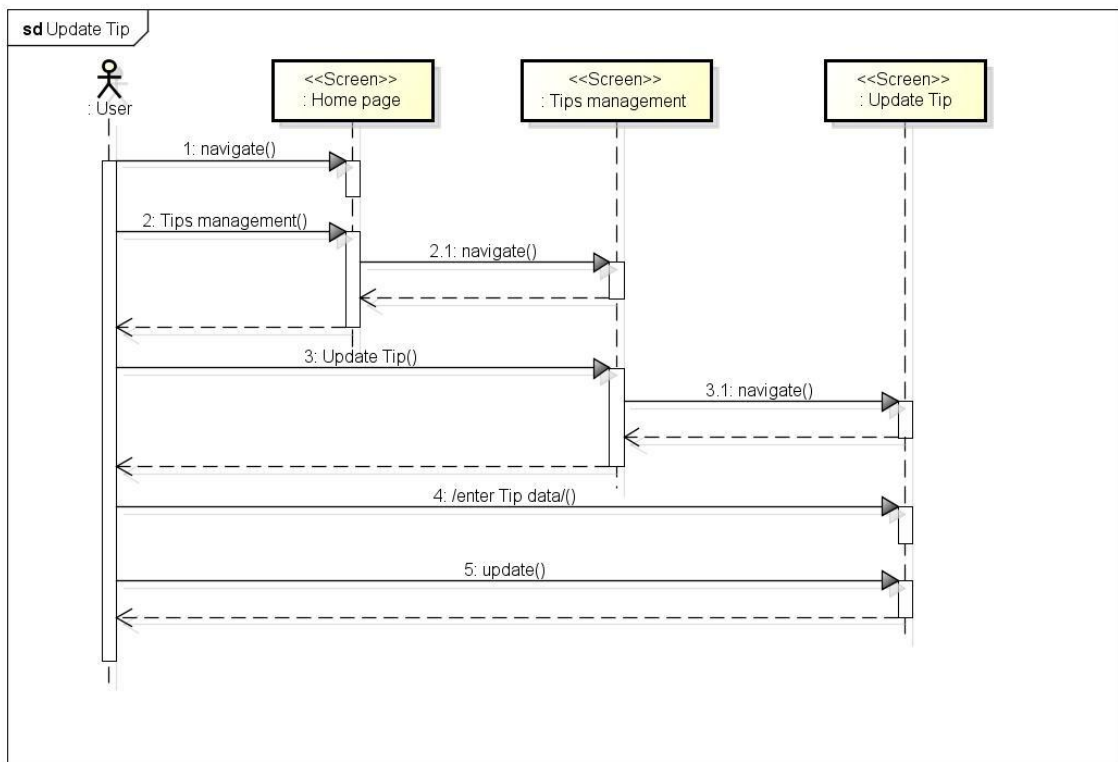 sd Update Tip
: User
<<Screen>>
: Home page
<<Screen>>
: Tips management
<<Screen>>
: Update Tip
1: navigate()
2: Tips management()
2.1: navigate()
3: Update Tip()
3.1: navigate()
4: /enter Tip data/()
5: update()